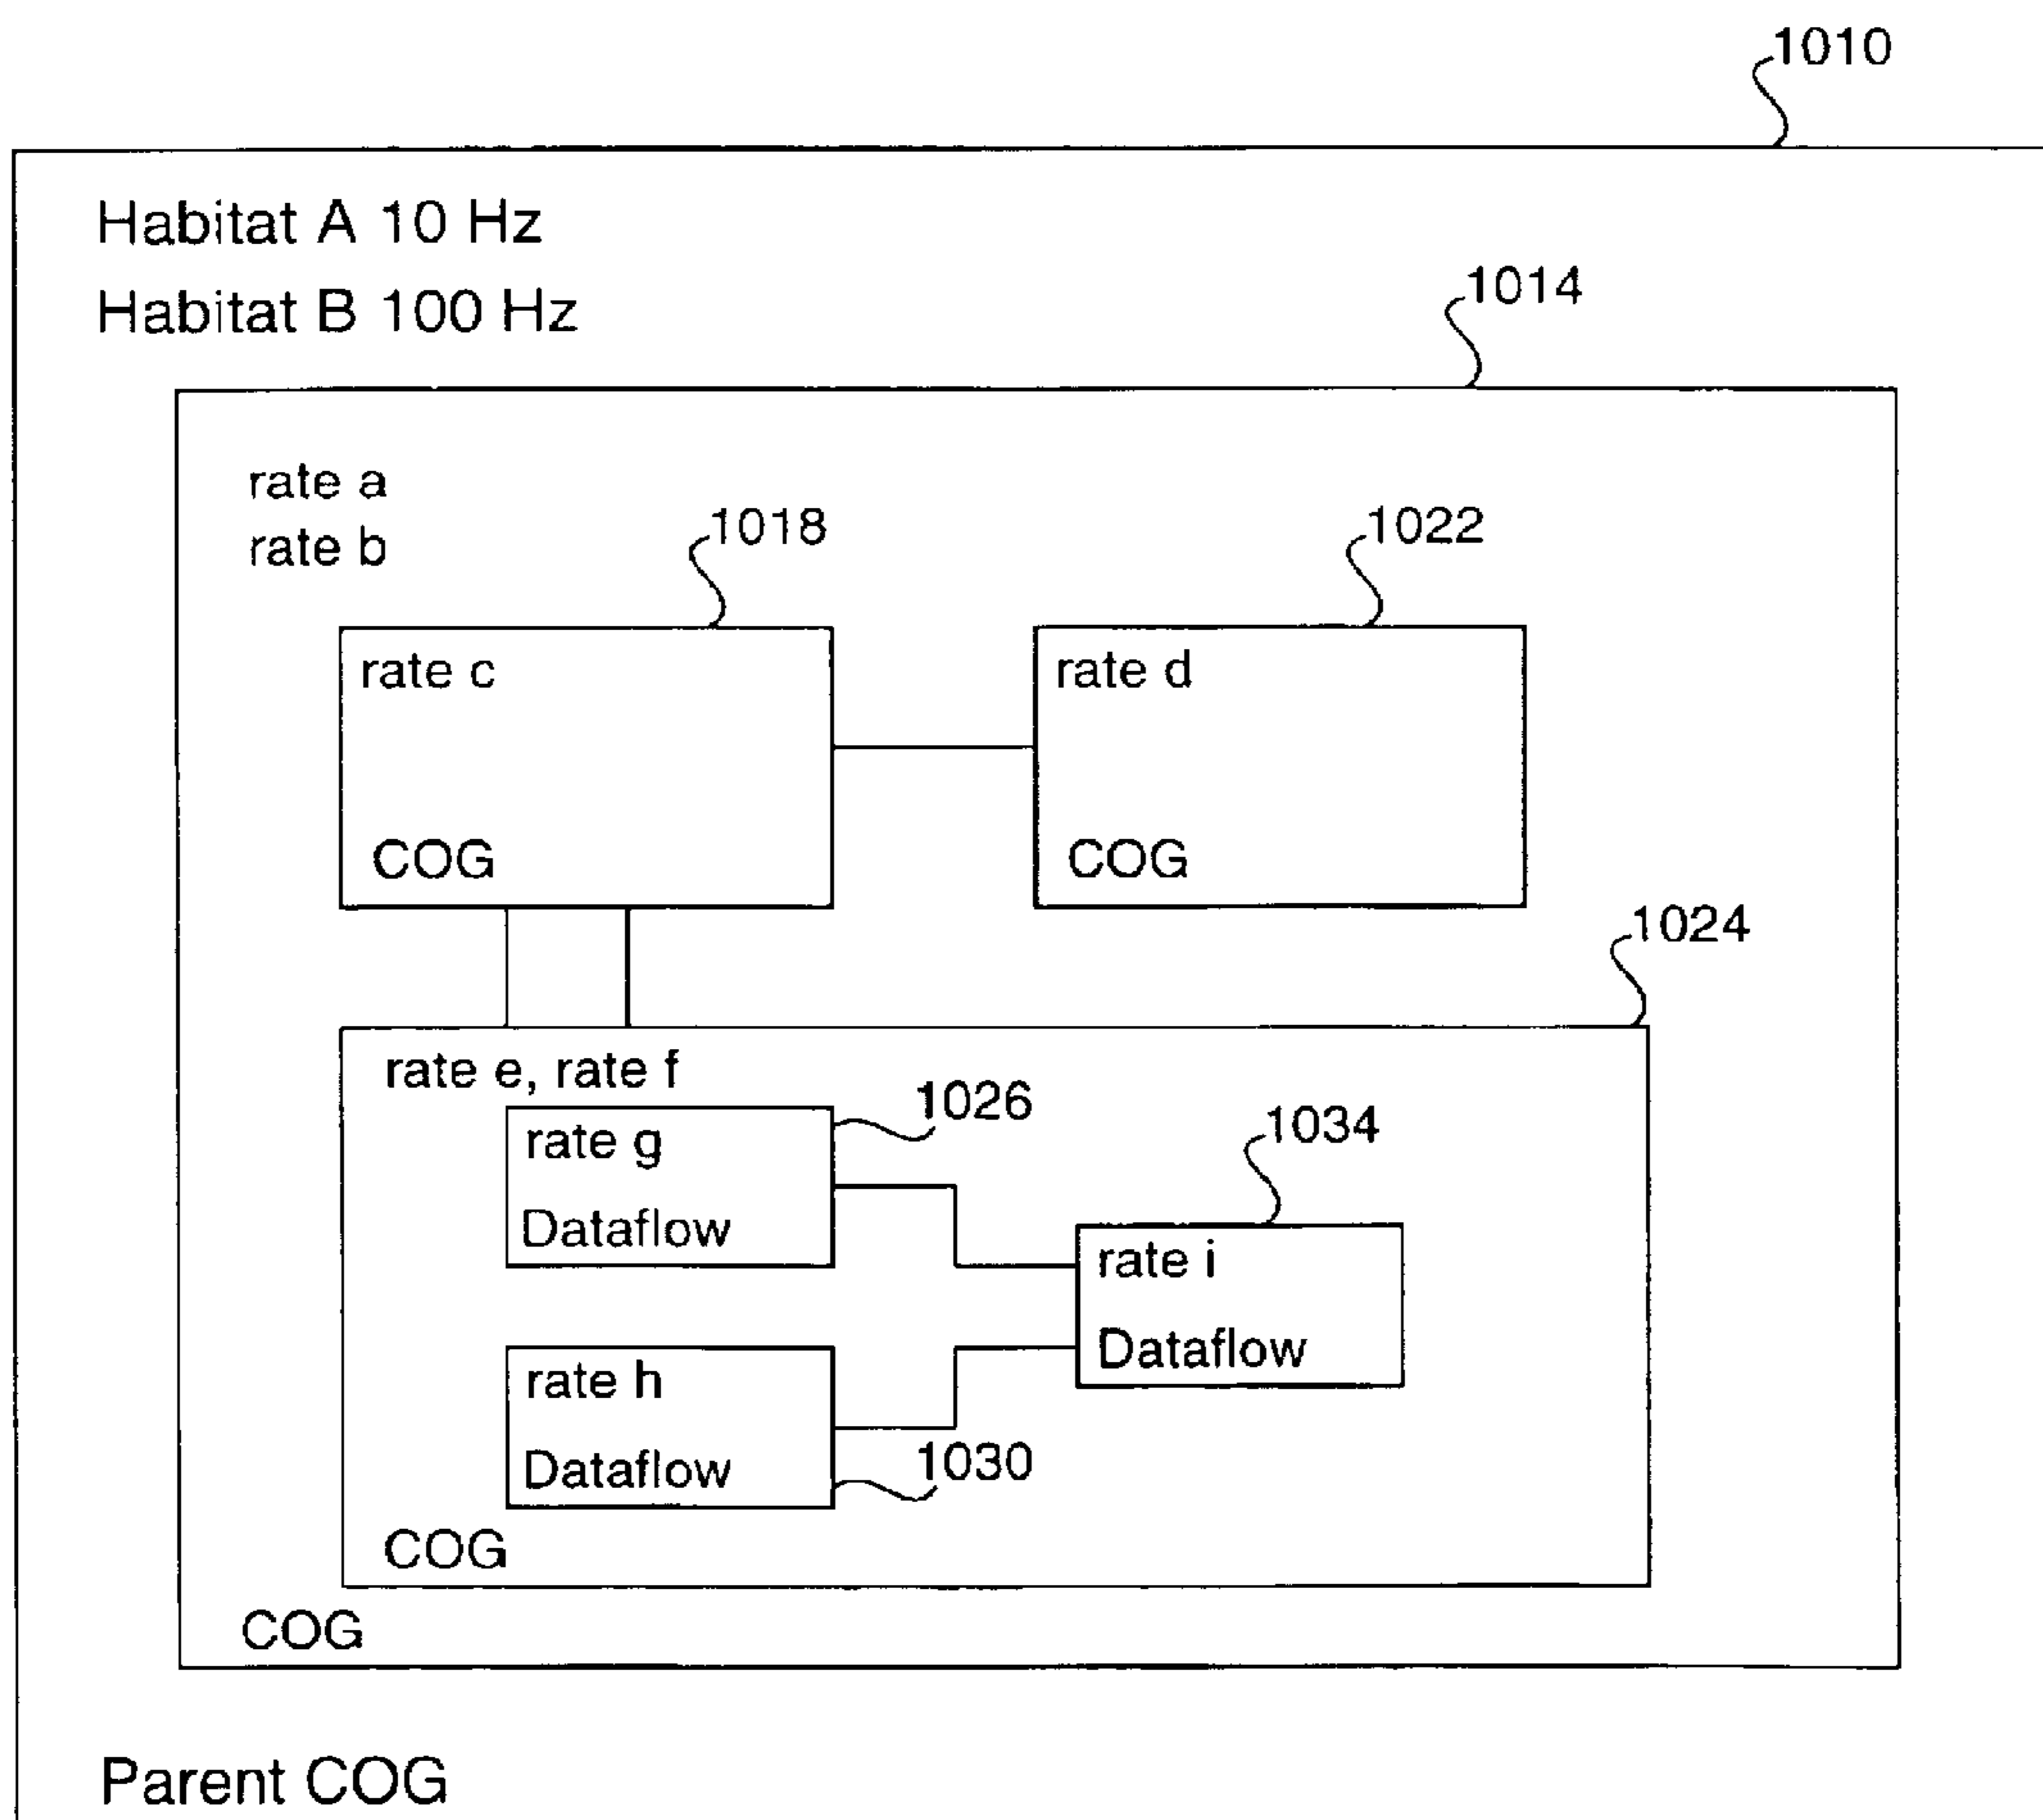 1010
Habitat A 10 Hz
Habitat B 100 Hz
1014
rate a
rate b
1018
1022
rate c
COG
rate d
COG
1024
rate e, rate f
1026
rate g
Dataflow
1034
rate i
Dataflow
rate h
Dataflow
1030
COG
COG
Parent COG